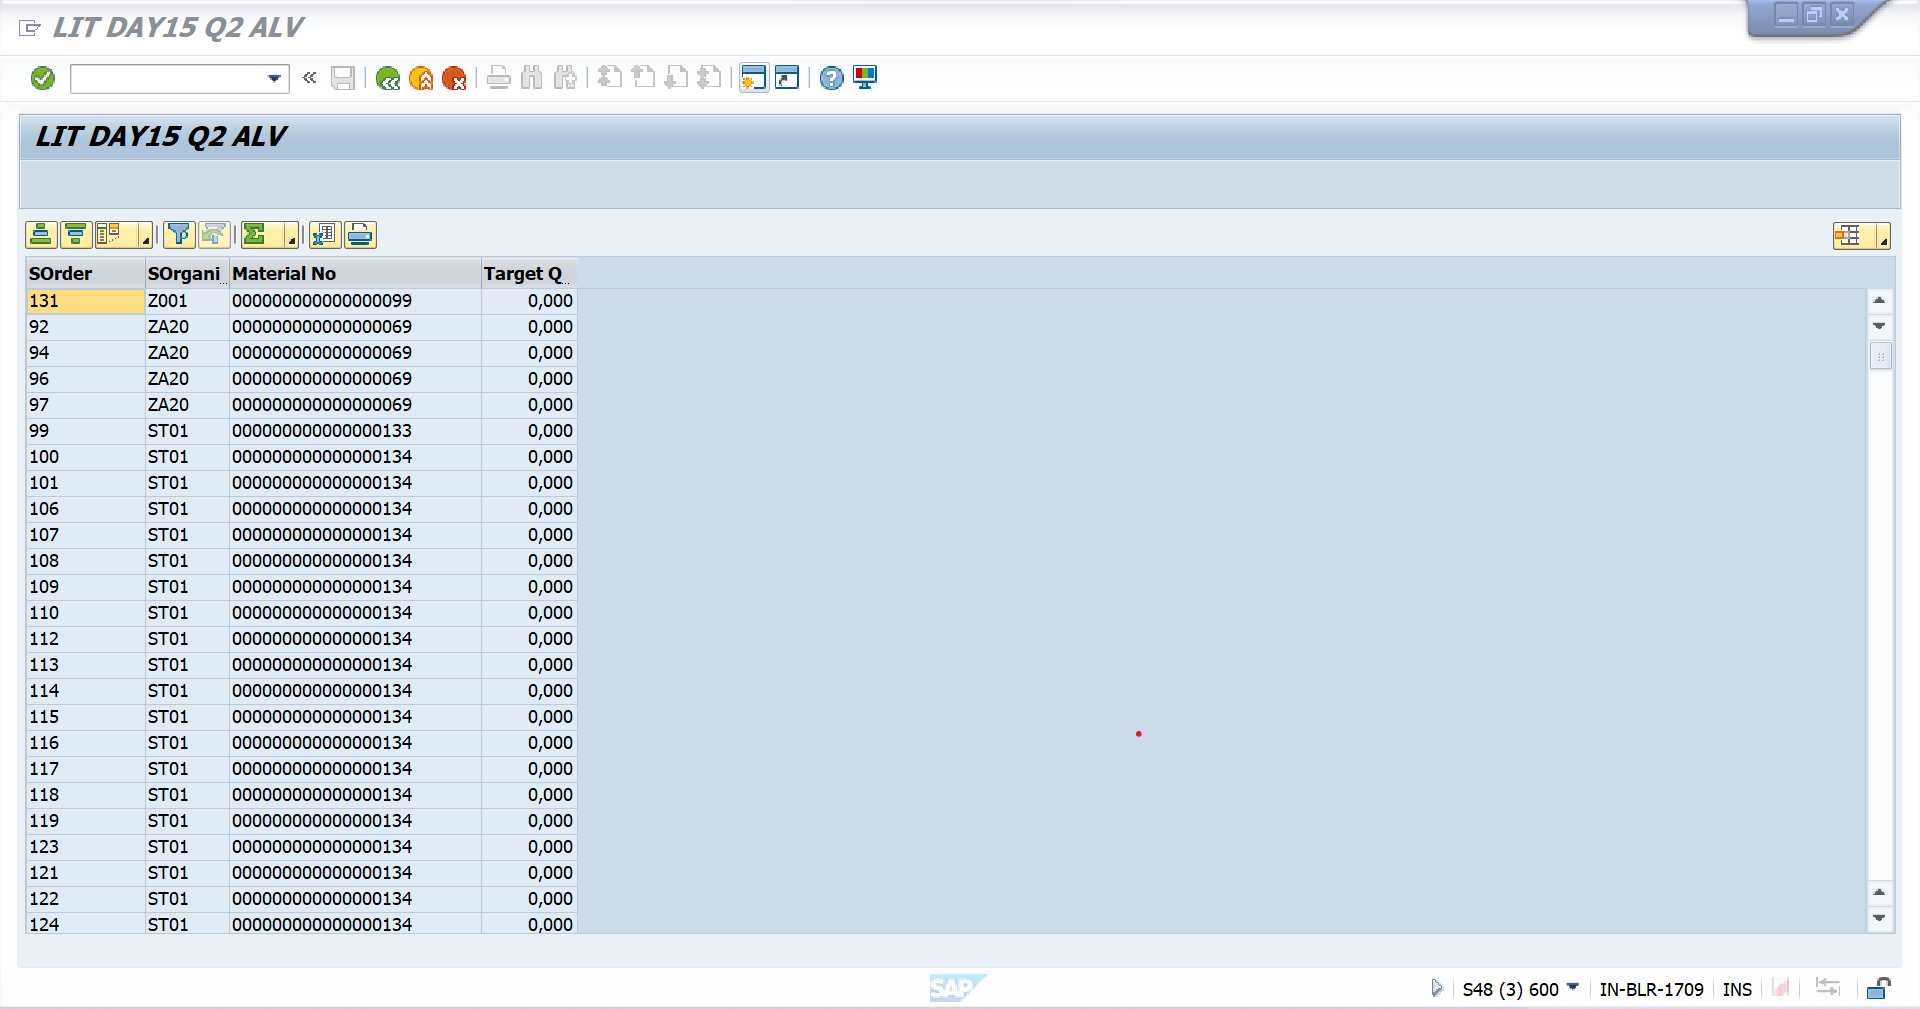 LIT DAY15 Q2 ALV
LIT DAY15 Q2 ALV
SOrder SOrgani.. Material No Target Q..
131 Z001 000000000000000099 0,000
92 ZA20 000000000000000069 0,000
94 ZA20 000000000000000069 0,000
96 ZA20 000000000000000069 0,000
97 ZA20 000000000000000069 0,000
99 ST01 000000000000000133 0,000
100 ST01 000000000000000134 0,000
101 ST01 000000000000000134 0,000
106 ST01 000000000000000134 0,000
107 ST01 000000000000000134 0,000
108 ST01 000000000000000134 0,000
109 ST01 000000000000000134 0,000
110 ST01 000000000000000134 0,000
112 ST01 000000000000000134 0,000
113 ST01 000000000000000134 0,000
114 ST01 000000000000000134 0,000
115 ST01 000000000000000134 0,000
116 ST01 000000000000000134 0,000
117 ST01 000000000000000134 0,000
118 ST01 000000000000000134 0,000
119 ST01 000000000000000134 0,000
123 ST01 000000000000000134 0,000
121 ST01 000000000000000134 0,000
122 ST01 000000000000000134 0,000
124 ST01 000000000000000134 0,000
SAP S48 (3) 600 IN-BLR-1709 INS